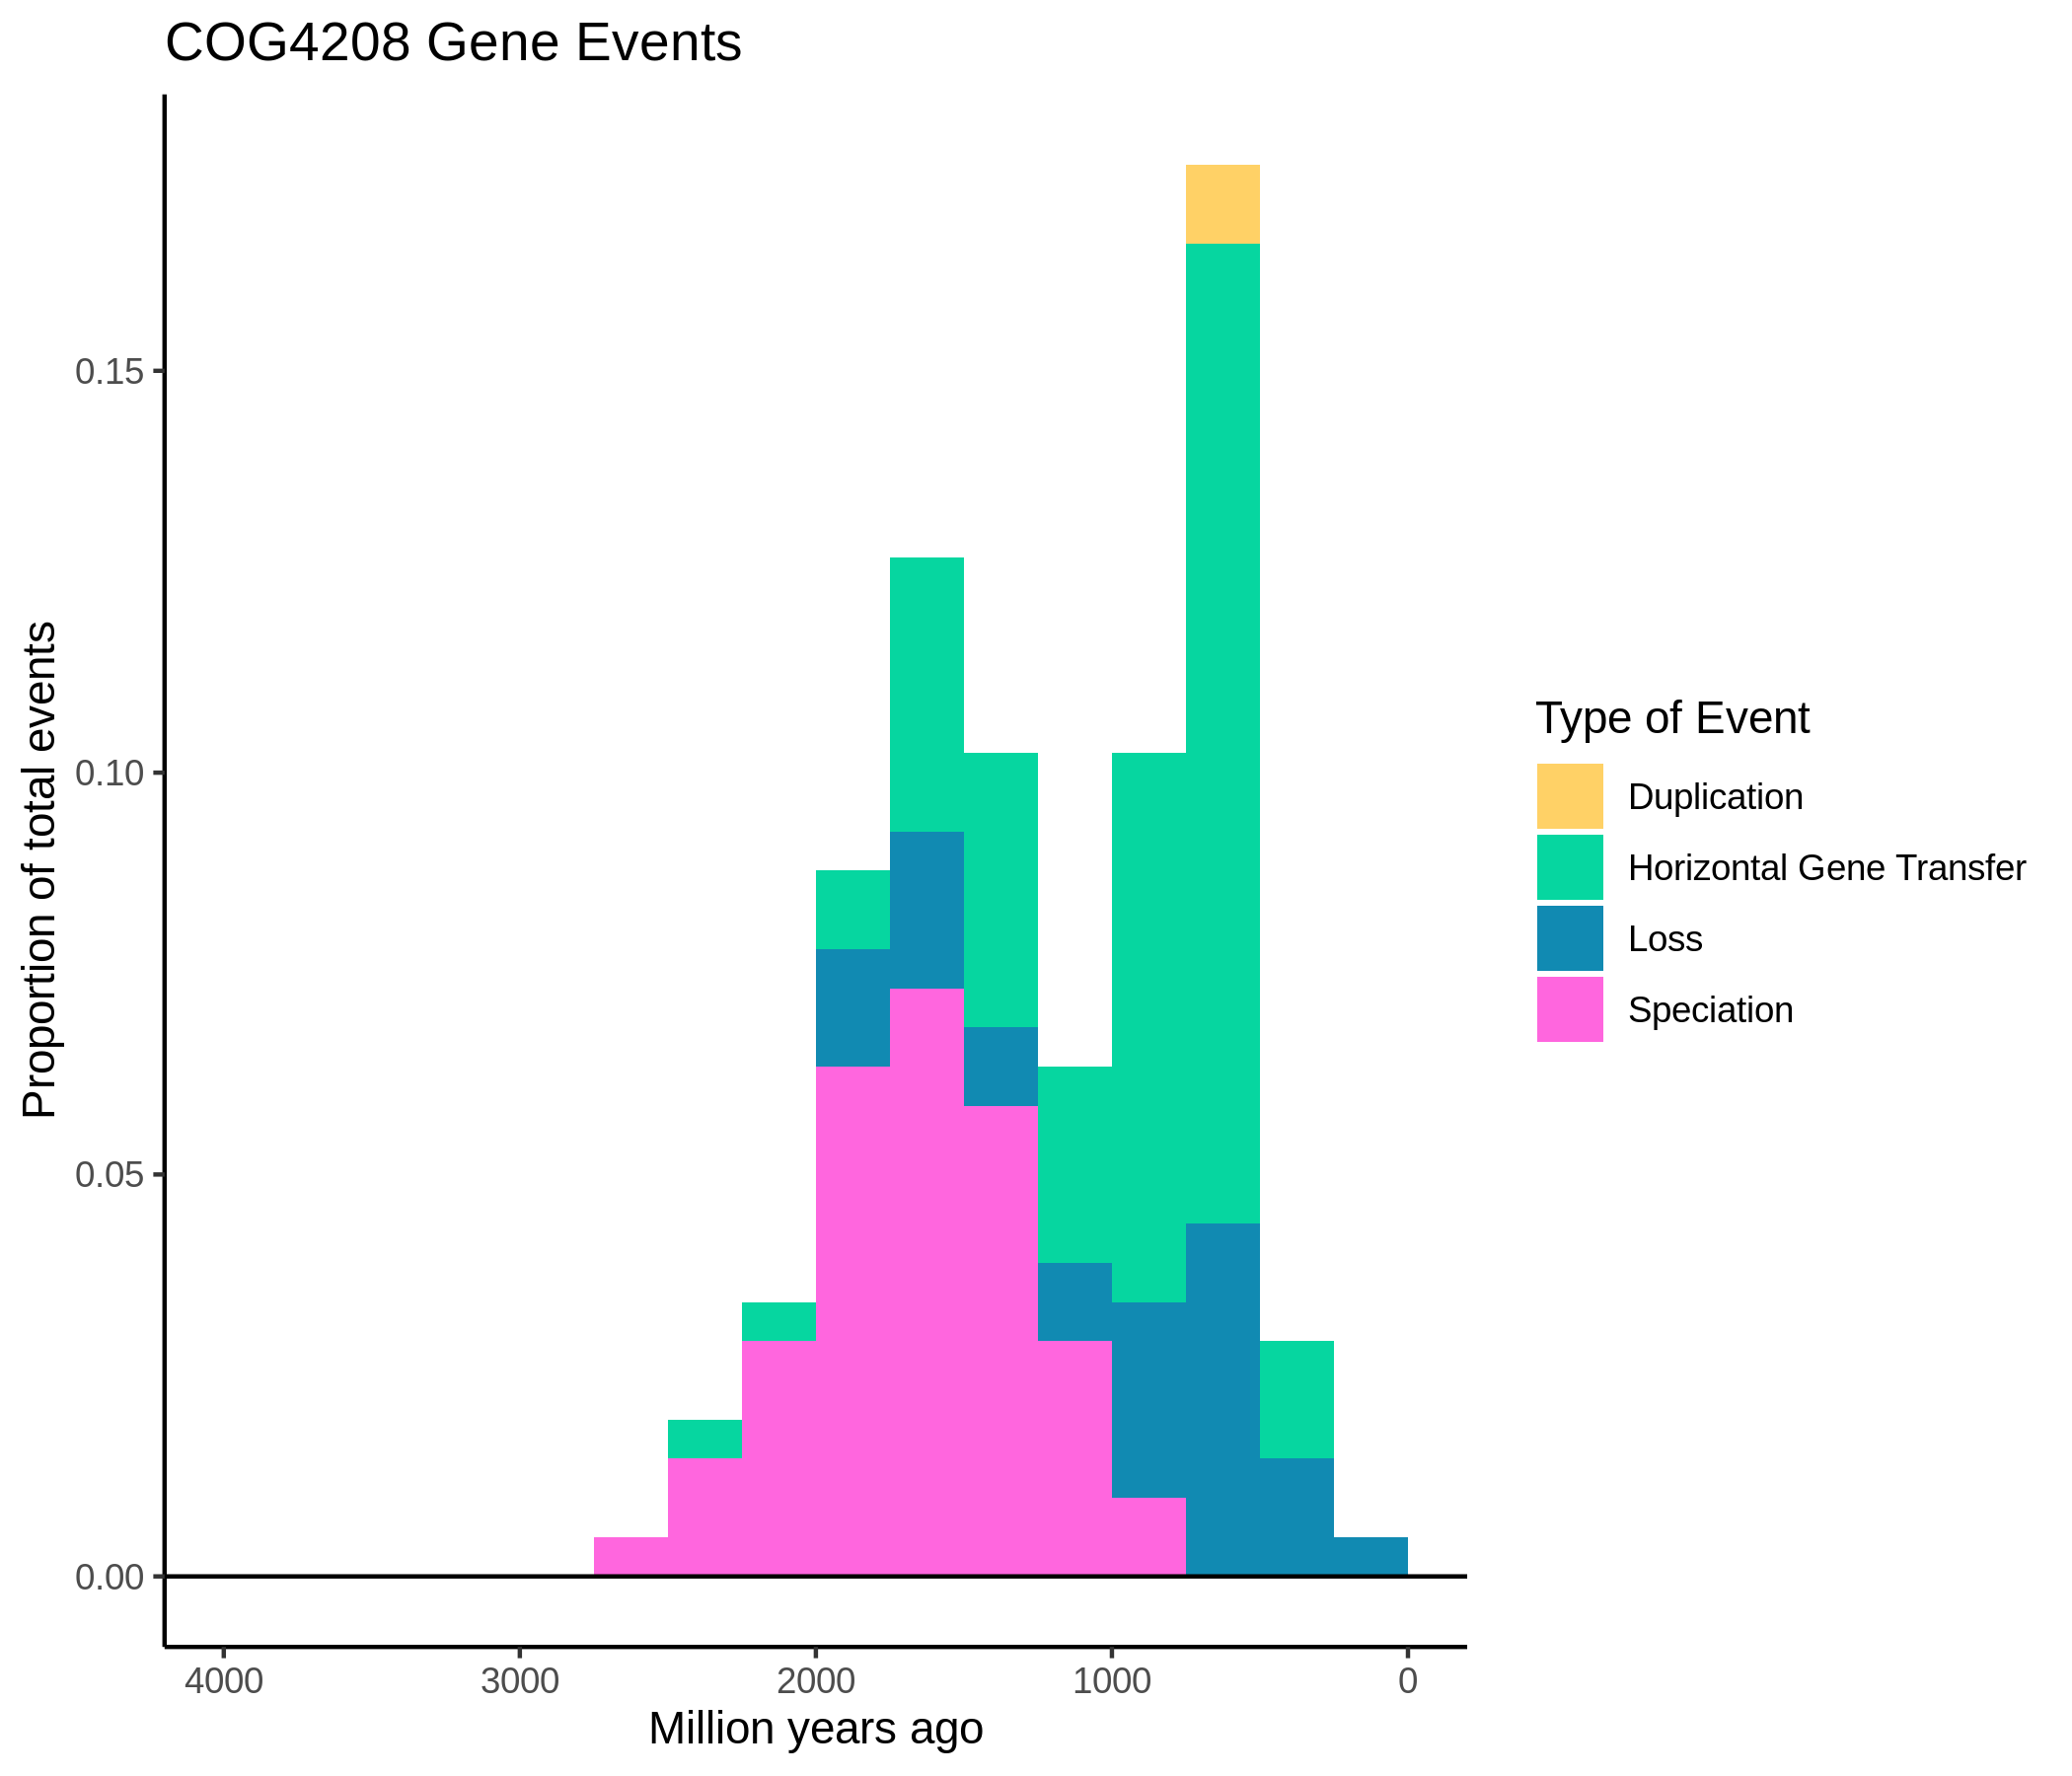 COG4208 Gene Events
Proportion of total events
0.15
0.10
0.05
0.00
4000 3000 2000 1000 0
Million years ago
Type of Event
Duplication
Horizontal Gene Transfer
Loss
Speciation